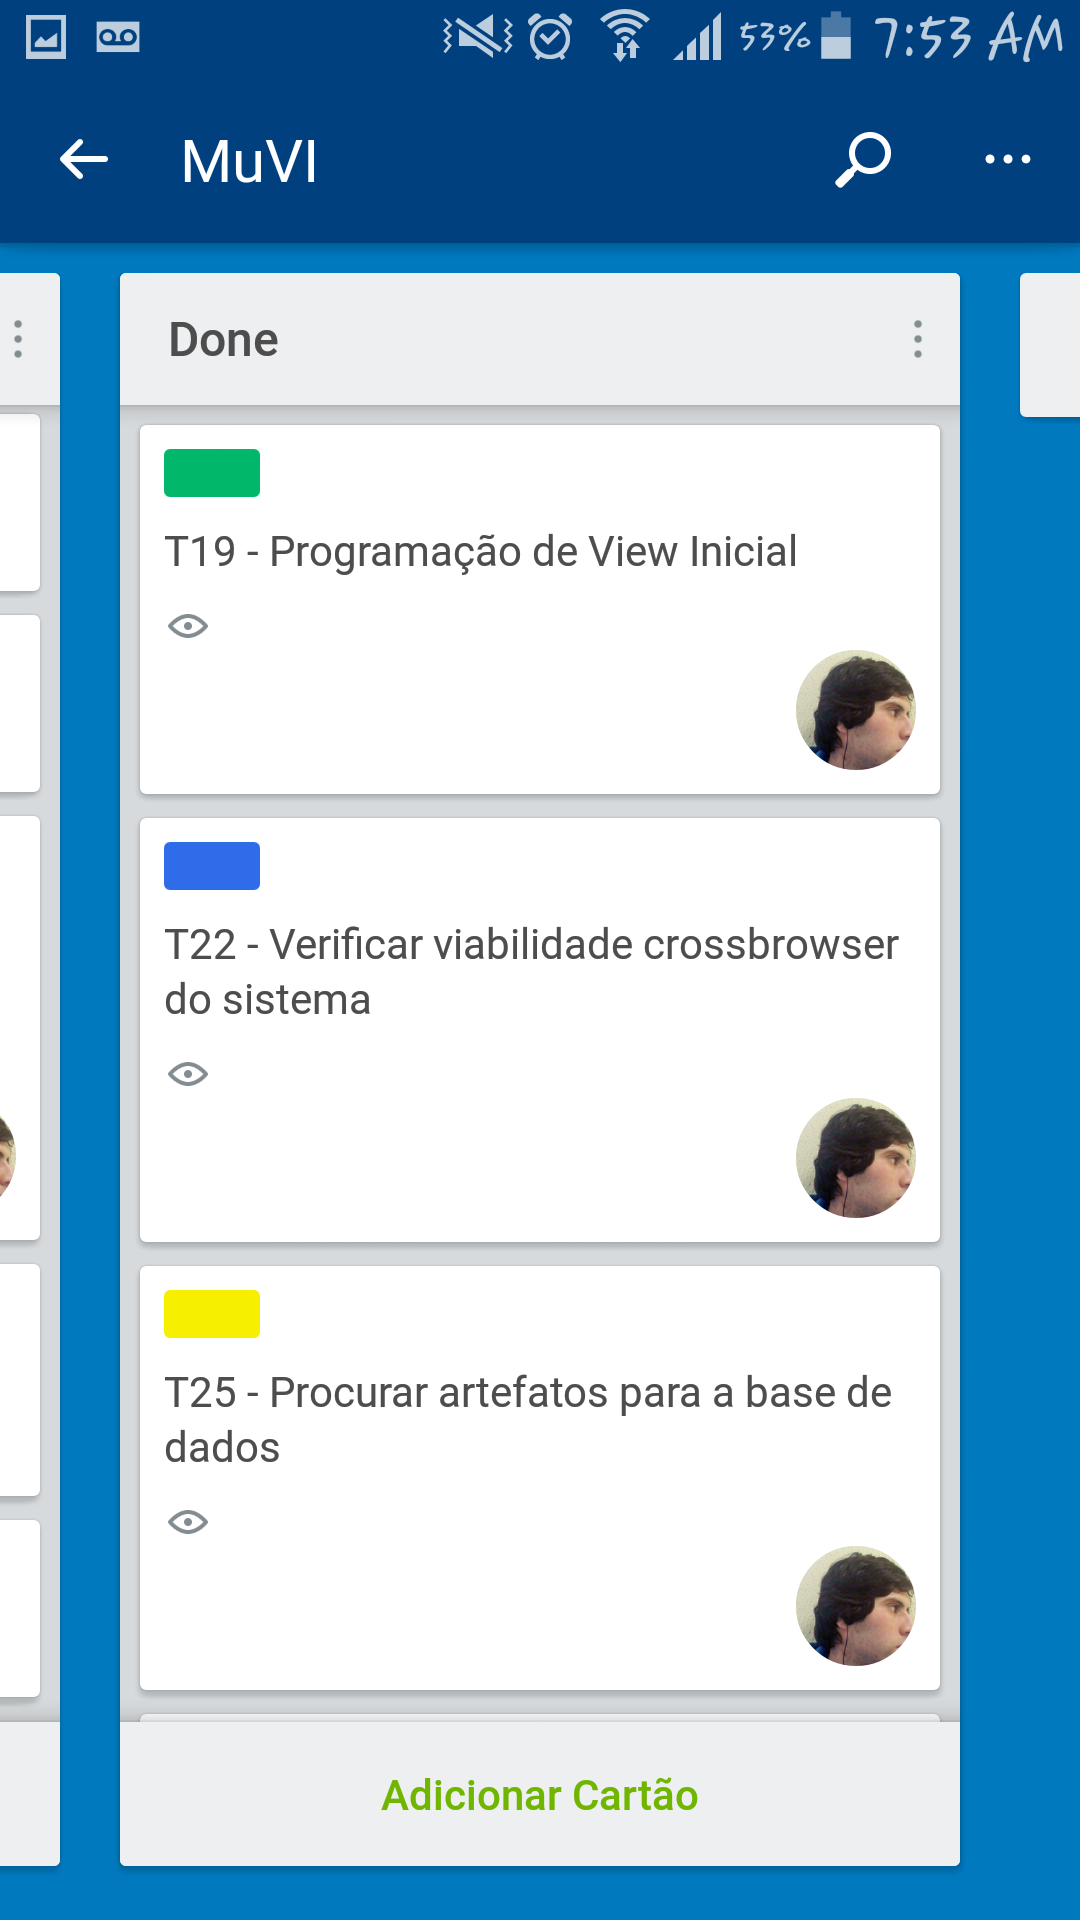 53% 7:53 AM
MuVI
Done
T19 - Programação de View Inicial
T22 - Verificar viabilidade crossbrowser
do sistema
T25 - Procurar artefatos para a base de
dados
Adicionar Cartão